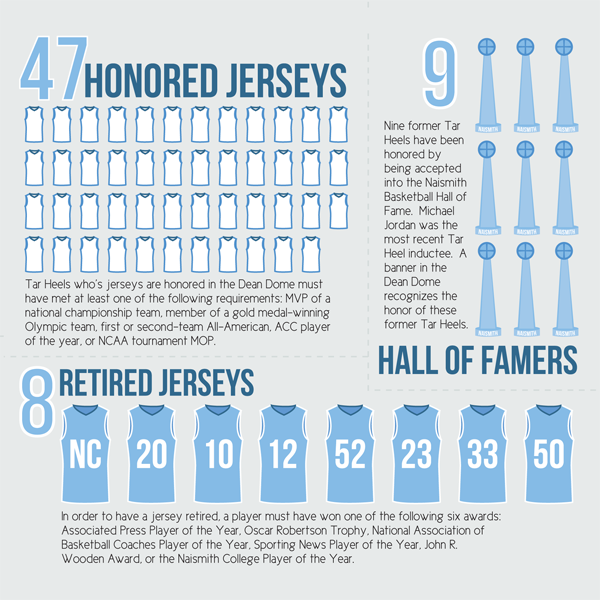 47 HONORED JERSEYS
Tar Heels who's jerseys are honored in the Dean Dome must
have met at least one of the following requirements: MVP of a
national championship team, member of a gold medal-winning
Olympic team, first or second-team All-American, ACC player
of the year, or NCAA tournament MOP.
9
Nine former Tar
Heels have been
honored by
being accepted
into the Naismith
Basketball Hall of
Fame. Michael
Jordan was the
most recent Tar
Heel inductee. A
banner in the
Dean Dome
recognizes the
honor of these
former Tar Heels.
NAISMITH NAISMITH NAISMITH
NAISMITH NAISMITH NAISMITH
NAISMITH NAISMITH NAISMITH
HALL OF FAMERS
8 RETIRED JERSEYS
NC 20 10 12 52 23 33 50
In order to have a jersey retired, a player must have won one of the following six awards:
Associated Press Player of the Year, Oscar Robertson Trophy, National Association of
Basketball Coaches Player of the Year, Sporting News Player of the Year, John R.
Wooden Award, or the Naismith College Player of the Year.